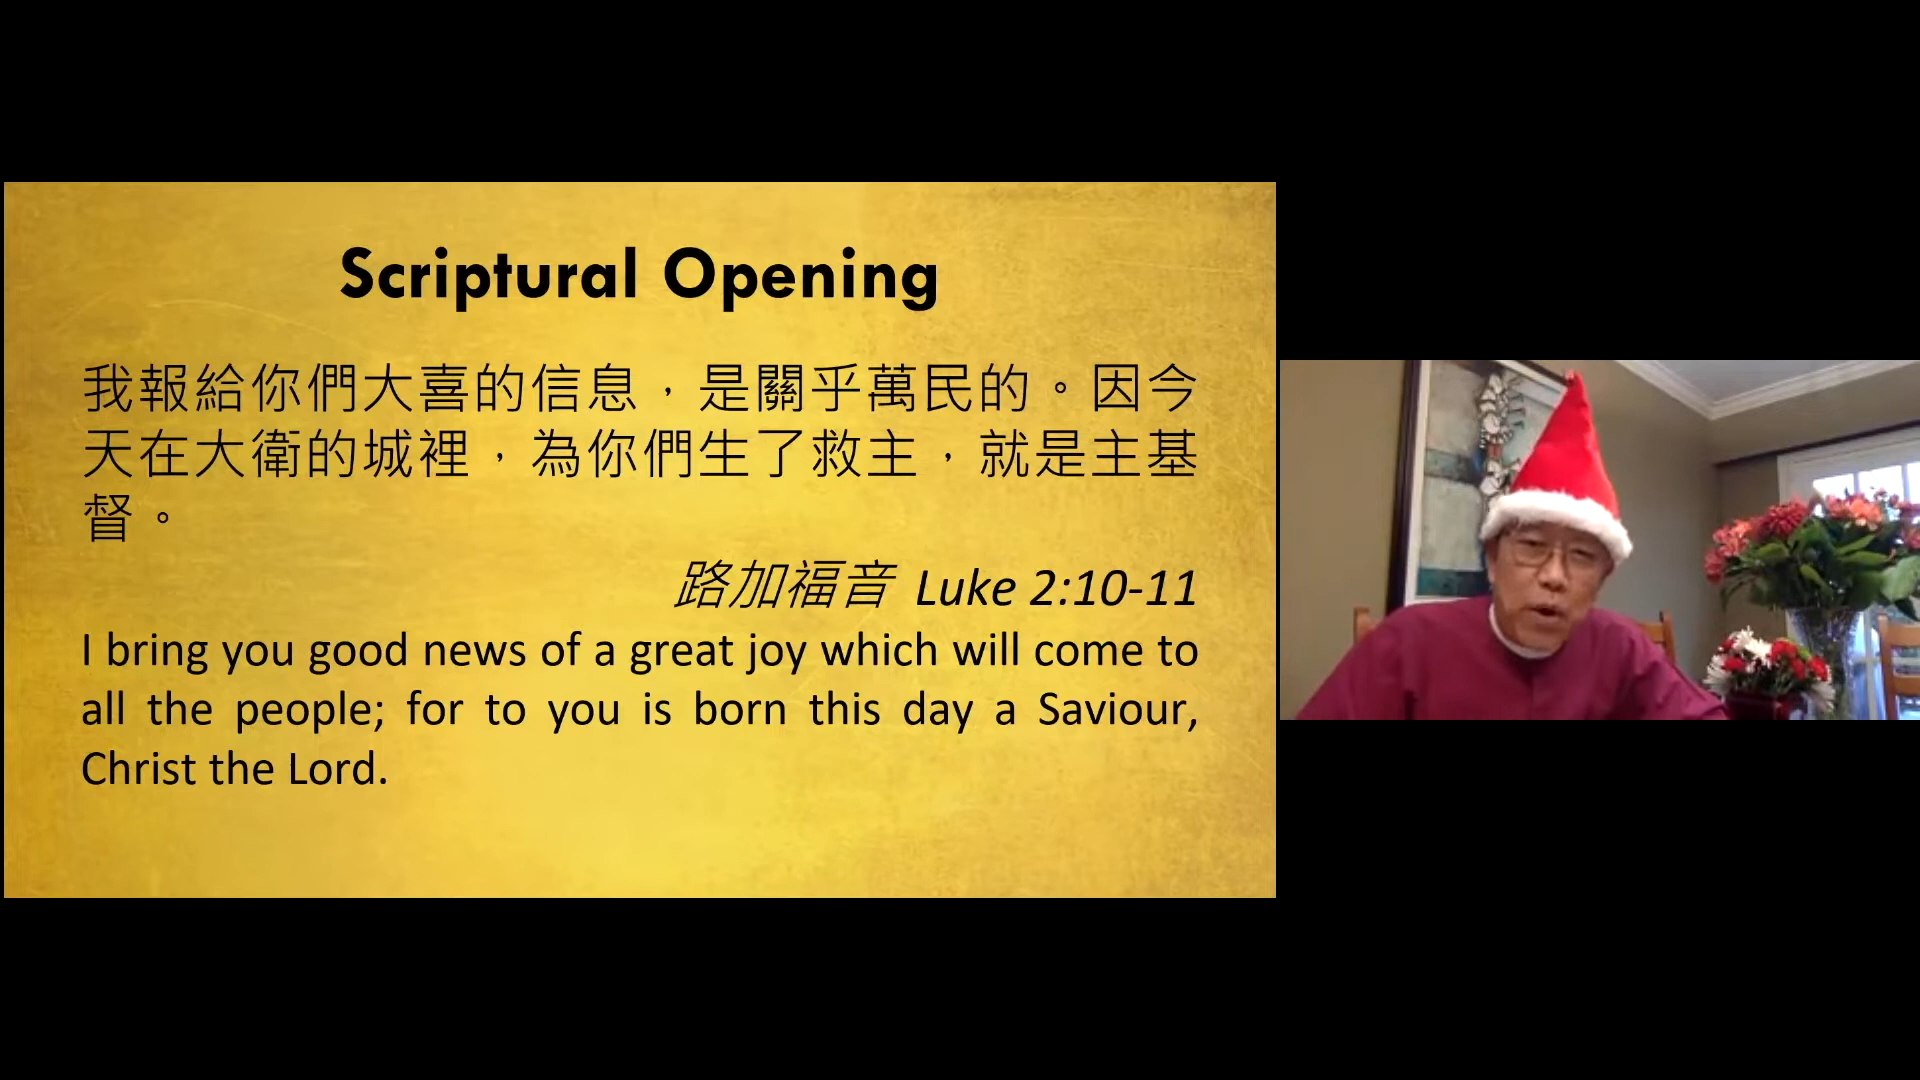 Scriptural Opening
我報給你們大喜的信息，是關乎萬民的。因今
天在大衛的城裡，為你們生了救主，就是主基
督。
路加福音 Luke 2:10-11
I bring you good news of a great joy which will come to
all the people; for to you is born this day a Saviour,
Christ the Lord.